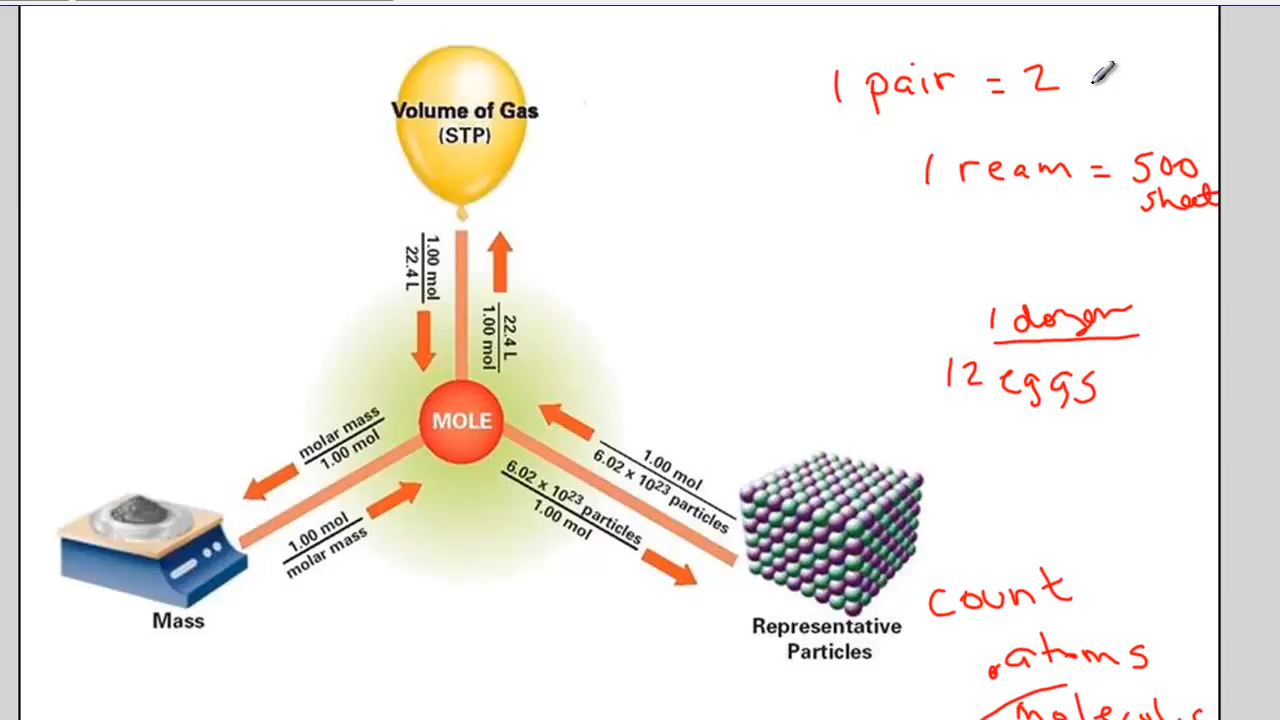 1 pair = 2
Volume of Gas
(STP)
1 ream = 500
sheet
1.00 mol
22.4 L
22.4 L
1.00 mol
1 dozen
12 eggs
MOLE
molar mass
1.00 mol
1.00 mol
6.02 x 10²³ particles
6.02 x 10²³ particles
1.00 mol
1.00 mol
molar mass
Mass
Representative
Particles
count
atoms